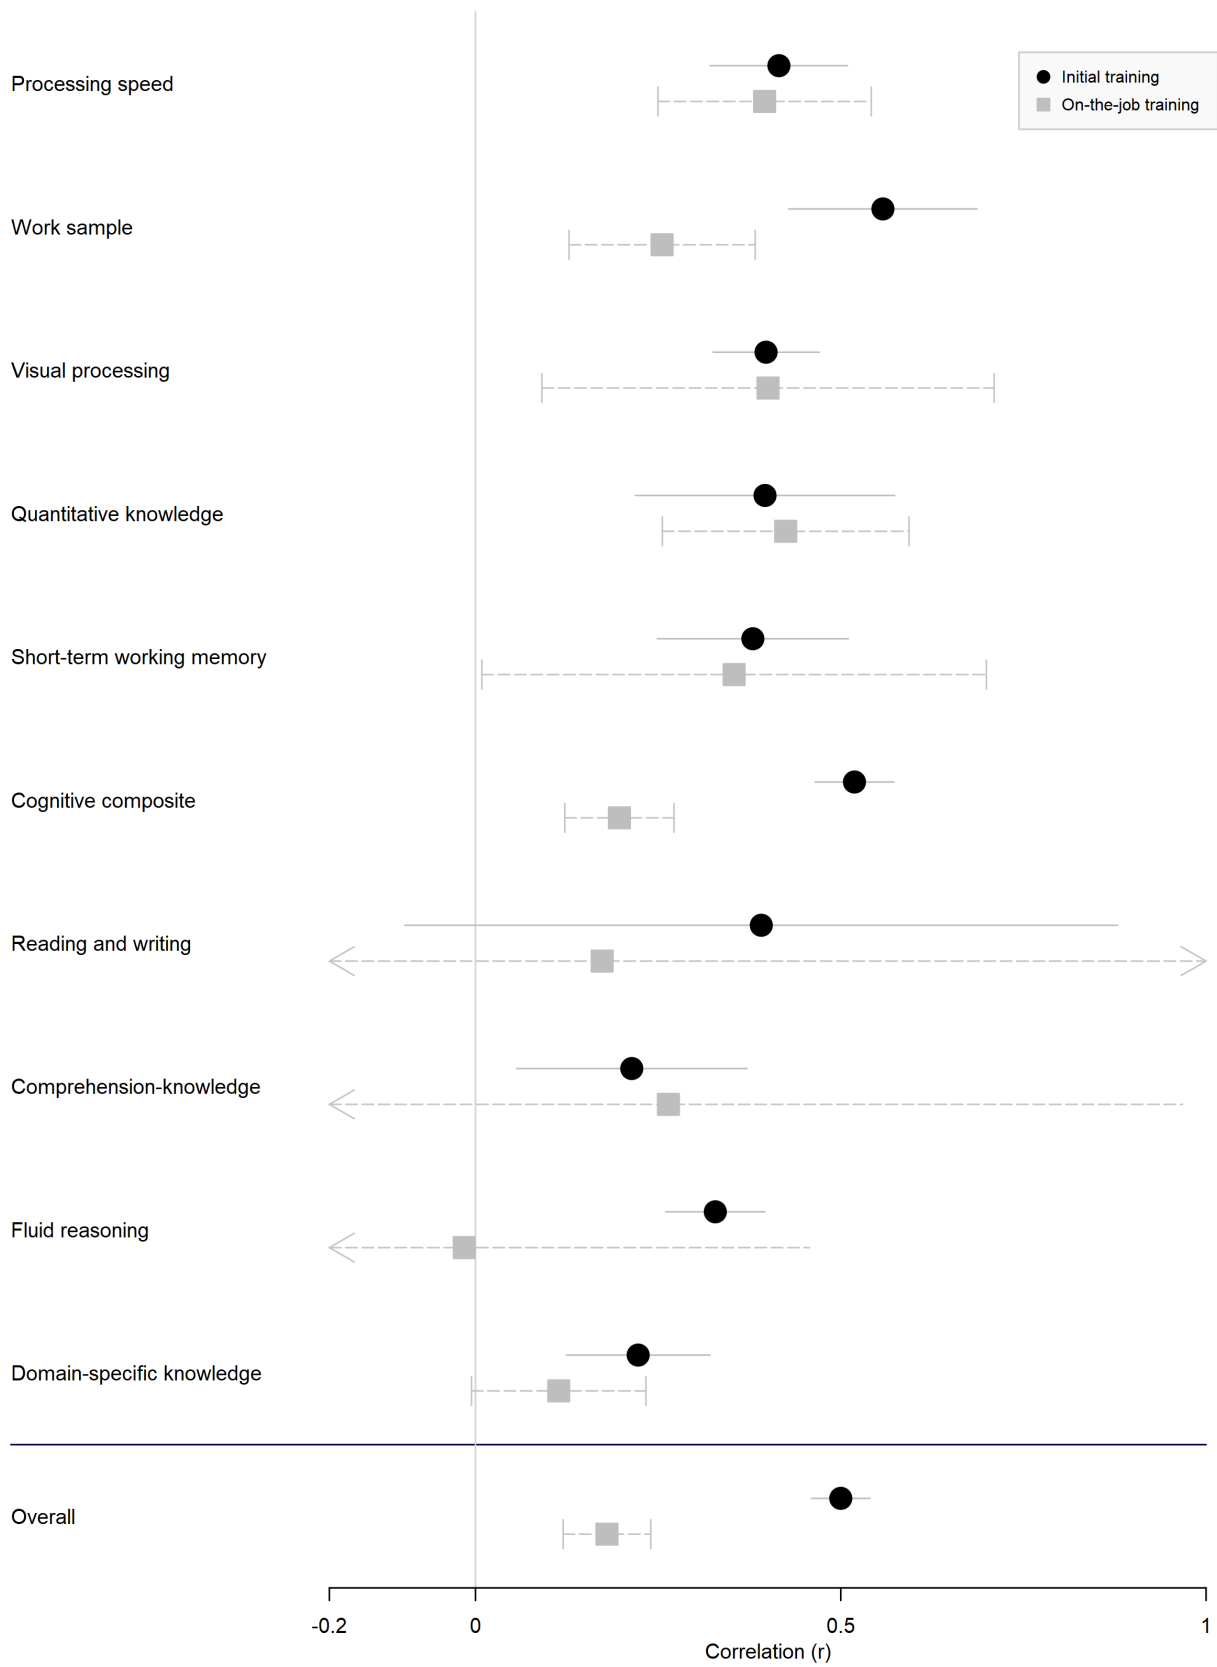 Processing speed
Initial training
On-the-job training
Work sample
Visual processing
Quantitative knowledge
Short-term working memory
Cognitive composite
Reading and writing
Comprehension-knowledge
Fluid reasoning
Domain-specific knowledge
Overall
-0.2 0 0.5 1
Correlation (r)